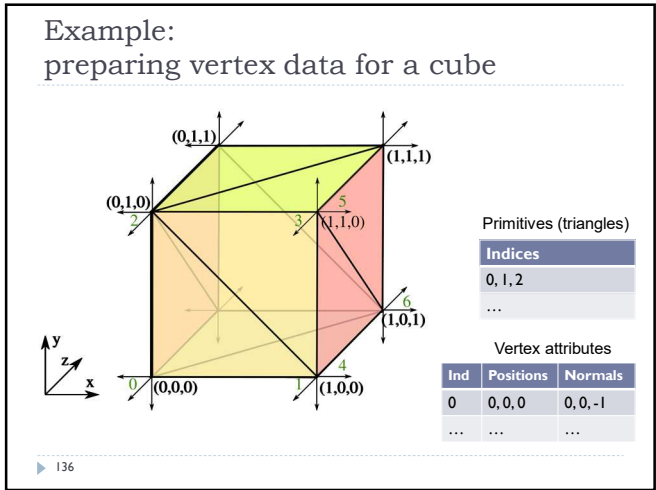 Example:
preparing vertex data for a cube
(0,1,1)
(1,1,1)
(0,1,0)
2
3
5
(1,1,0)
6
(1,0,1)
y
z
x
0
(0,0,0)
1
4
(1,0,0)
Primitives (triangles)
Indices
0, 1, 2
…
Vertex attributes
Ind Positions Normals
0 0, 0, 0 0, 0, -1
… … …
136